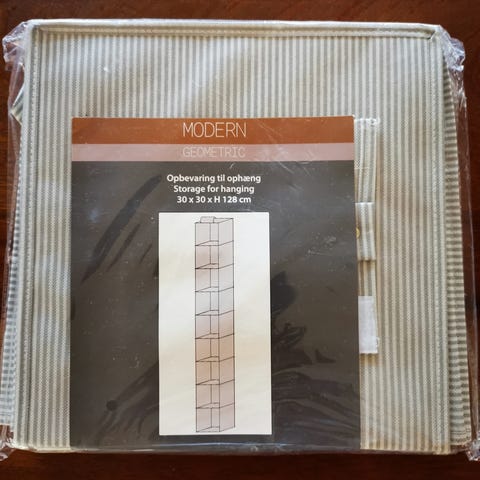 MODERN
GEOMETRIC
Opbevaring til ophæng
Storage for hanging
30 x 30 x H 128 cm